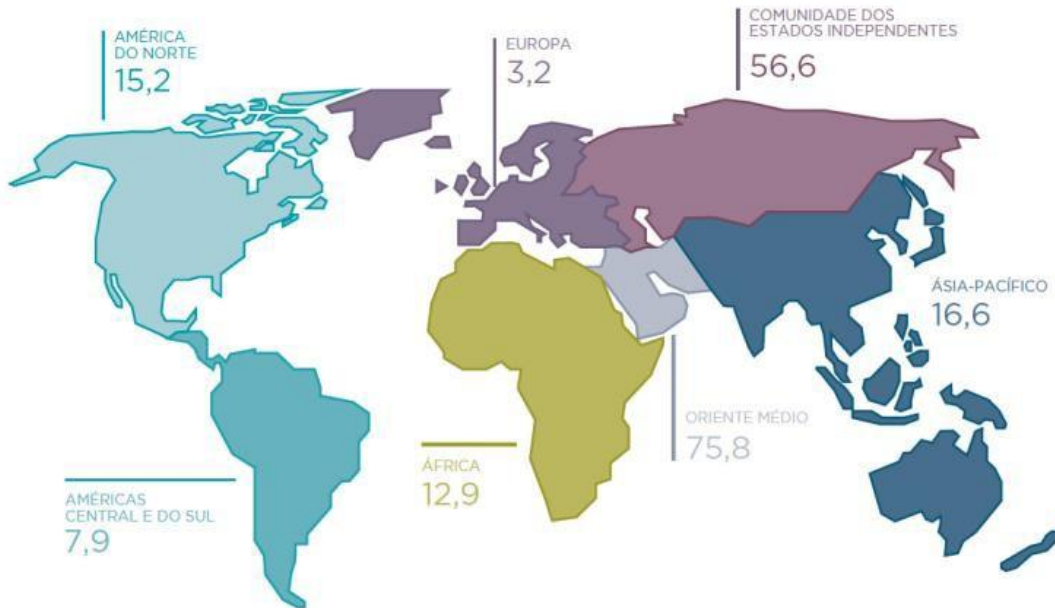 AMÉRICA
DO NORTE
15,2
EUROPA
3,2
COMUNIDADE DOS
ESTADOS INDEPENDENTES
56,6
ÁSIA-PACÍFICO
16,6
ORIENTE MÉDIO
75,8
ÁFRICA
12,9
AMÉRICAS
CENTRAL E DO SUL
7,9